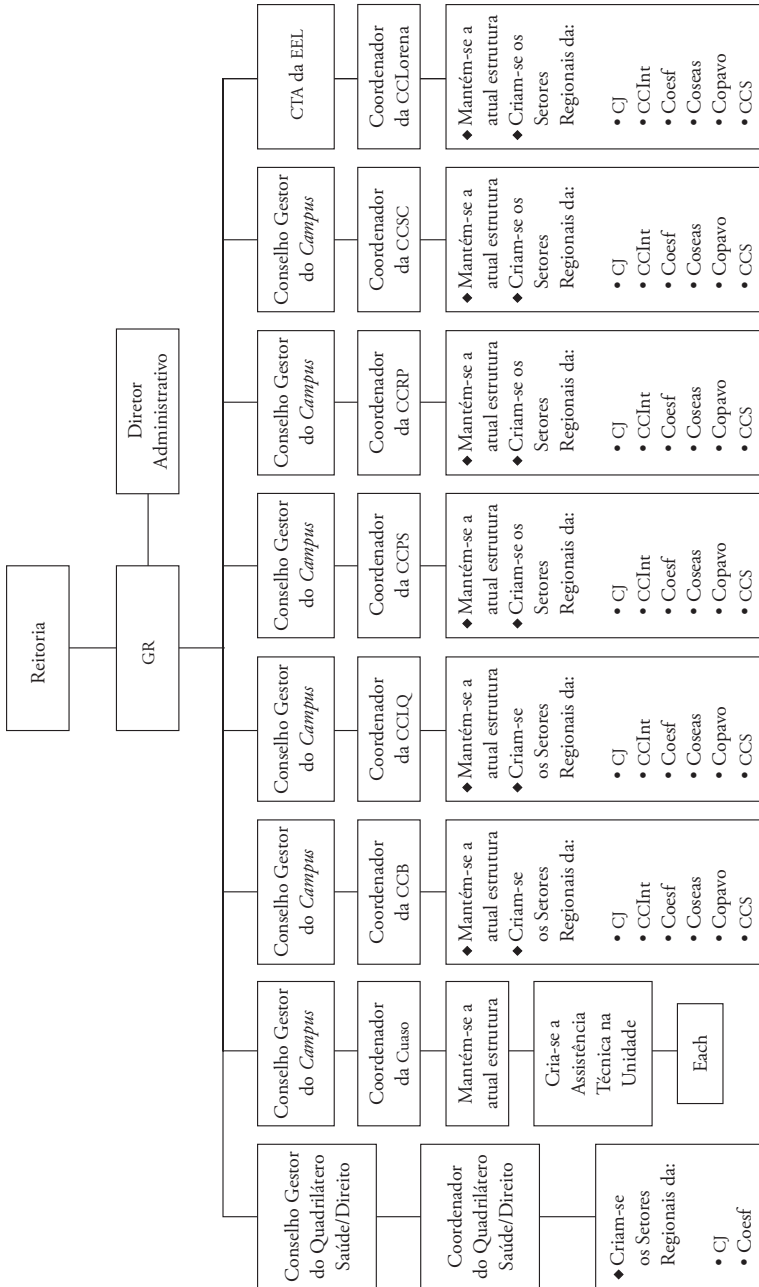 Reitoria
GR
Diretor
Administrativo
Conselho Gestor
do Quadrilátero
Saúde/Direito
Coordenador
do Quadrilátero
Saúde/Direito
◆ Criam-se
os Setores
Regionais da:
• CJ
• Coesf
Conselho Gestor
do Campus
Coordenador
da Cuaso
Mantém-se a
atual estrutura
Cria-se a
Assistência
Técnica na
Unidade
Each
Conselho Gestor
do Campus
Coordenador
da CCB
◆ Mantém-se a
atual estrutura
◆ Criam-se
os Setores
Regionais da:
• CJ
• CCInt
• Coesf
• Coseas
• Copavo
• CCS
Conselho Gestor
do Campus
Coordenador
da CCLQ
◆ Mantém-se a
atual estrutura
◆ Criam-se
os Setores
Regionais da:
• CJ
• CCInt
• Coesf
• Coseas
• Copavo
• CCS
Conselho Gestor
do Campus
Coordenador
da CCPS
◆ Mantém-se a
atual estrutura
◆ Criam-se os
Setores
Regionais da:
• CJ
• CCInt
• Coesf
• Coseas
• Copavo
• CCS
Conselho Gestor
do Campus
Coordenador
da CCRP
◆ Mantém-se a
atual estrutura
◆ Criam-se os
Setores
Regionais da:
• CJ
• CCInt
• Coesf
• Coseas
• Copavo
• CCS
Conselho Gestor
do Campus
Coordenador
da CCSC
◆ Mantém-se a
atual estrutura
◆ Criam-se os
Setores
Regionais da:
• CJ
• CCInt
• Coesf
• Coseas
• Copavo
• CCS
CTA da EEL
Coordenador
da CCLorena
◆ Mantém-se a
atual estrutura
◆ Criam-se os
Setores
Regionais da:
• CJ
• CCInt
• Coesf
• Coseas
• Copavo
• CCS